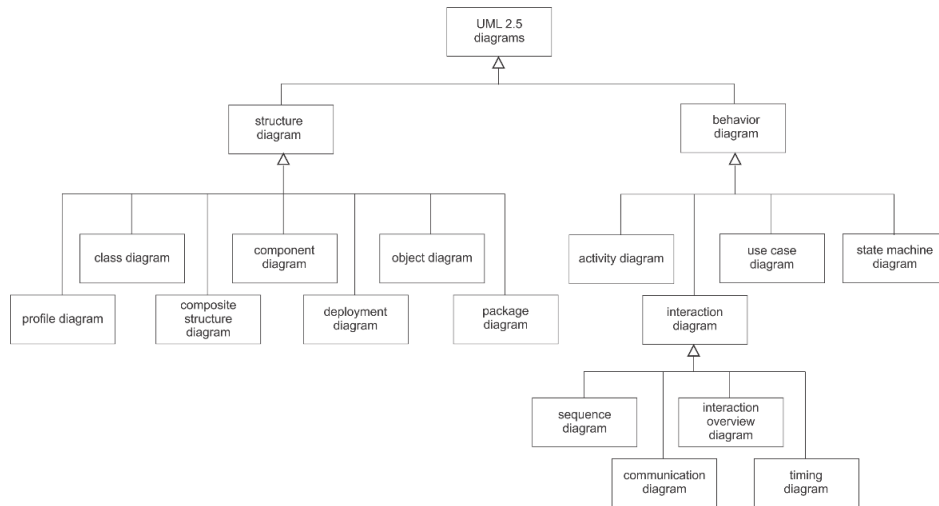 UML 2.5
diagrams
structure
diagram
behavior
diagram
class diagram
component
diagram
object diagram
activity diagram
use case
diagram
state machine
diagram
profile diagram
composite
structure
diagram
deployment
diagram
package
diagram
interaction
diagram
sequence
diagram
interaction
overview
diagram
communication
diagram
timing
diagram